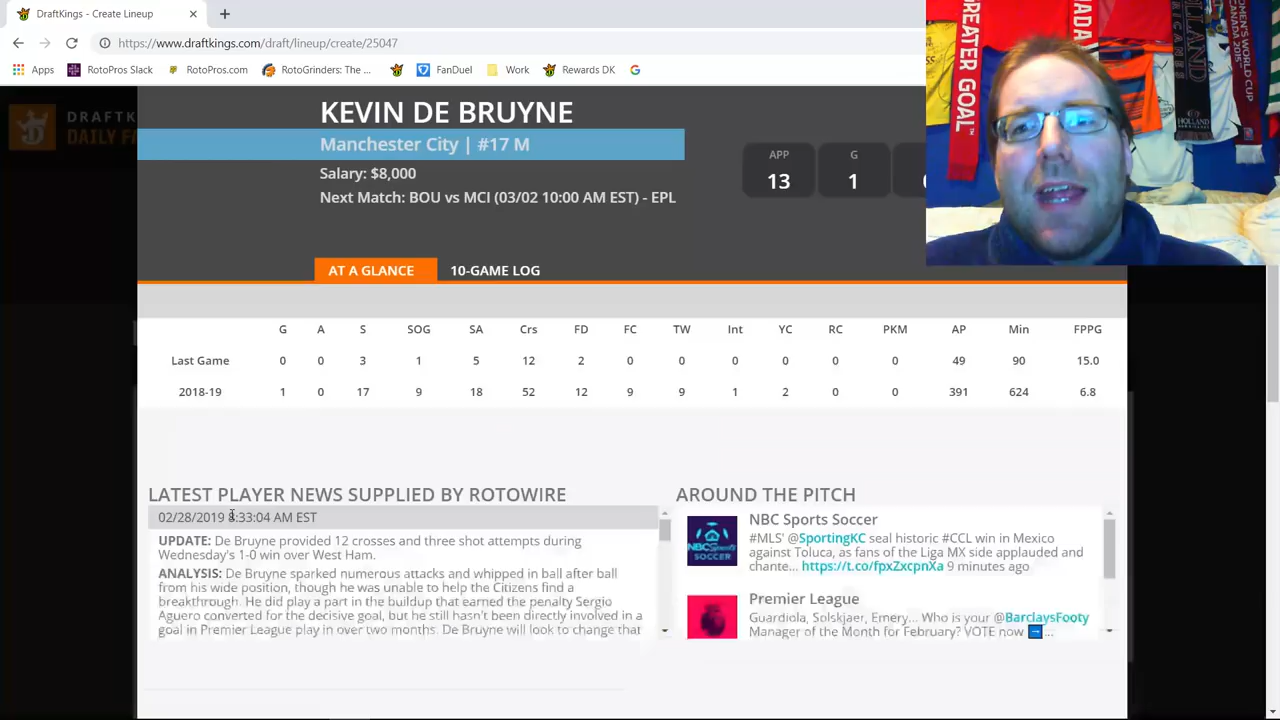 DraftKings - Create Lineup
https://www.draftkings.com/draft/lineup/create/25047
Apps
RotoPros Slack
RotoPros.com
RotoGrinders: The ...
FanDuel
Work
Rewards DK
KEVIN DE BRUYNE
Manchester City | #17 M
Salary: $8,000
Next Match: BOU vs MCI (03/02 10:00 AM EST) - EPL
APP G
13 1
AT A GLANCE 10-GAME LOG
G A S SOG SA Crs FD FC TW Int YC RC PKM AP Min FPPG
Last Game 0 0 3 1 5 12 2 0 0 0 0 0 0 49 90 15.0
2018-19 1 0 17 9 18 52 12 9 9 1 2 0 0 391 624 6.8
LATEST PLAYER NEWS SUPPLIED BY ROTOWIRE
02/28/2019 8:33:04 AM EST
UPDATE: De Bruyne provided 12 crosses and three shot attempts during
Wednesday's 1-0 win over West Ham.
ANALYSIS: De Bruyne sparked numerous attacks and whipped in ball after ball
from his wide position, though he was unable to help the Citizens find a
breakthrough. He did play a part in the buildup that earned the penalty Sergio
Aguero converted for the decisive goal, but he still hasn't been directly involved in a
goal in Premier League play in over two months. De Bruyne will look to change that
AROUND THE PITCH
NBC Sports Soccer
#MLS' @SportingKC seal historic #CCL win in Mexico
against Toluca, as fans of the Liga MX side applauded and
chante... https://t.co/fpxZxcpnXa 9 minutes ago
Premier League
Guardiola, Solskjaer, Emery... Who is your @BarclaysFooty
Manager of the Month for February? VOTE now ➡ ...
DRAFTK
DAILY FA
GREATER GOAL
HOLLAND
WOMEN'S WORLD CUP
CANADA 2015